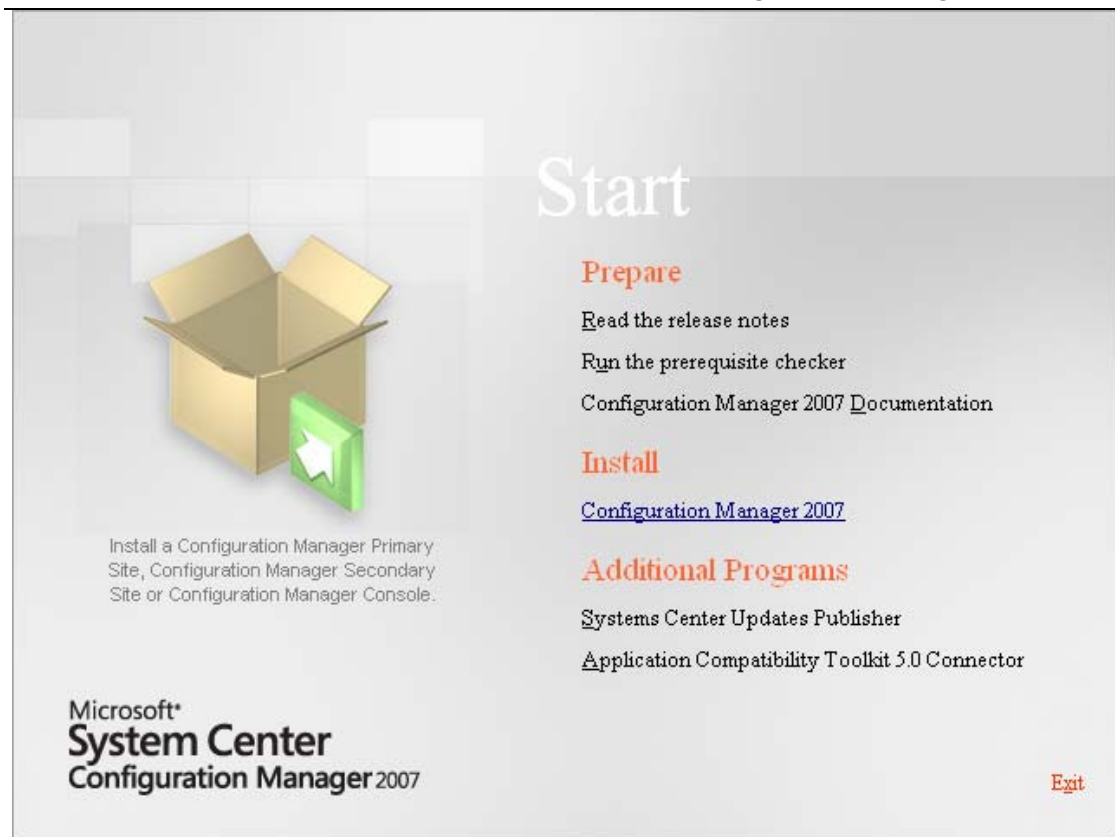 Start
Prepare
Read the release notes
Run the prerequisite checker
Configuration Manager 2007 Documentation
Install
Configuration Manager 2007
Additional Programs
Systems Center Updates Publisher
Application Compatibility Toolkit 5.0 Connector
Install a Configuration Manager Primary
Site, Configuration Manager Secondary
Site or Configuration Manager Console.
Microsoft
System Center
Configuration Manager 2007
Exit